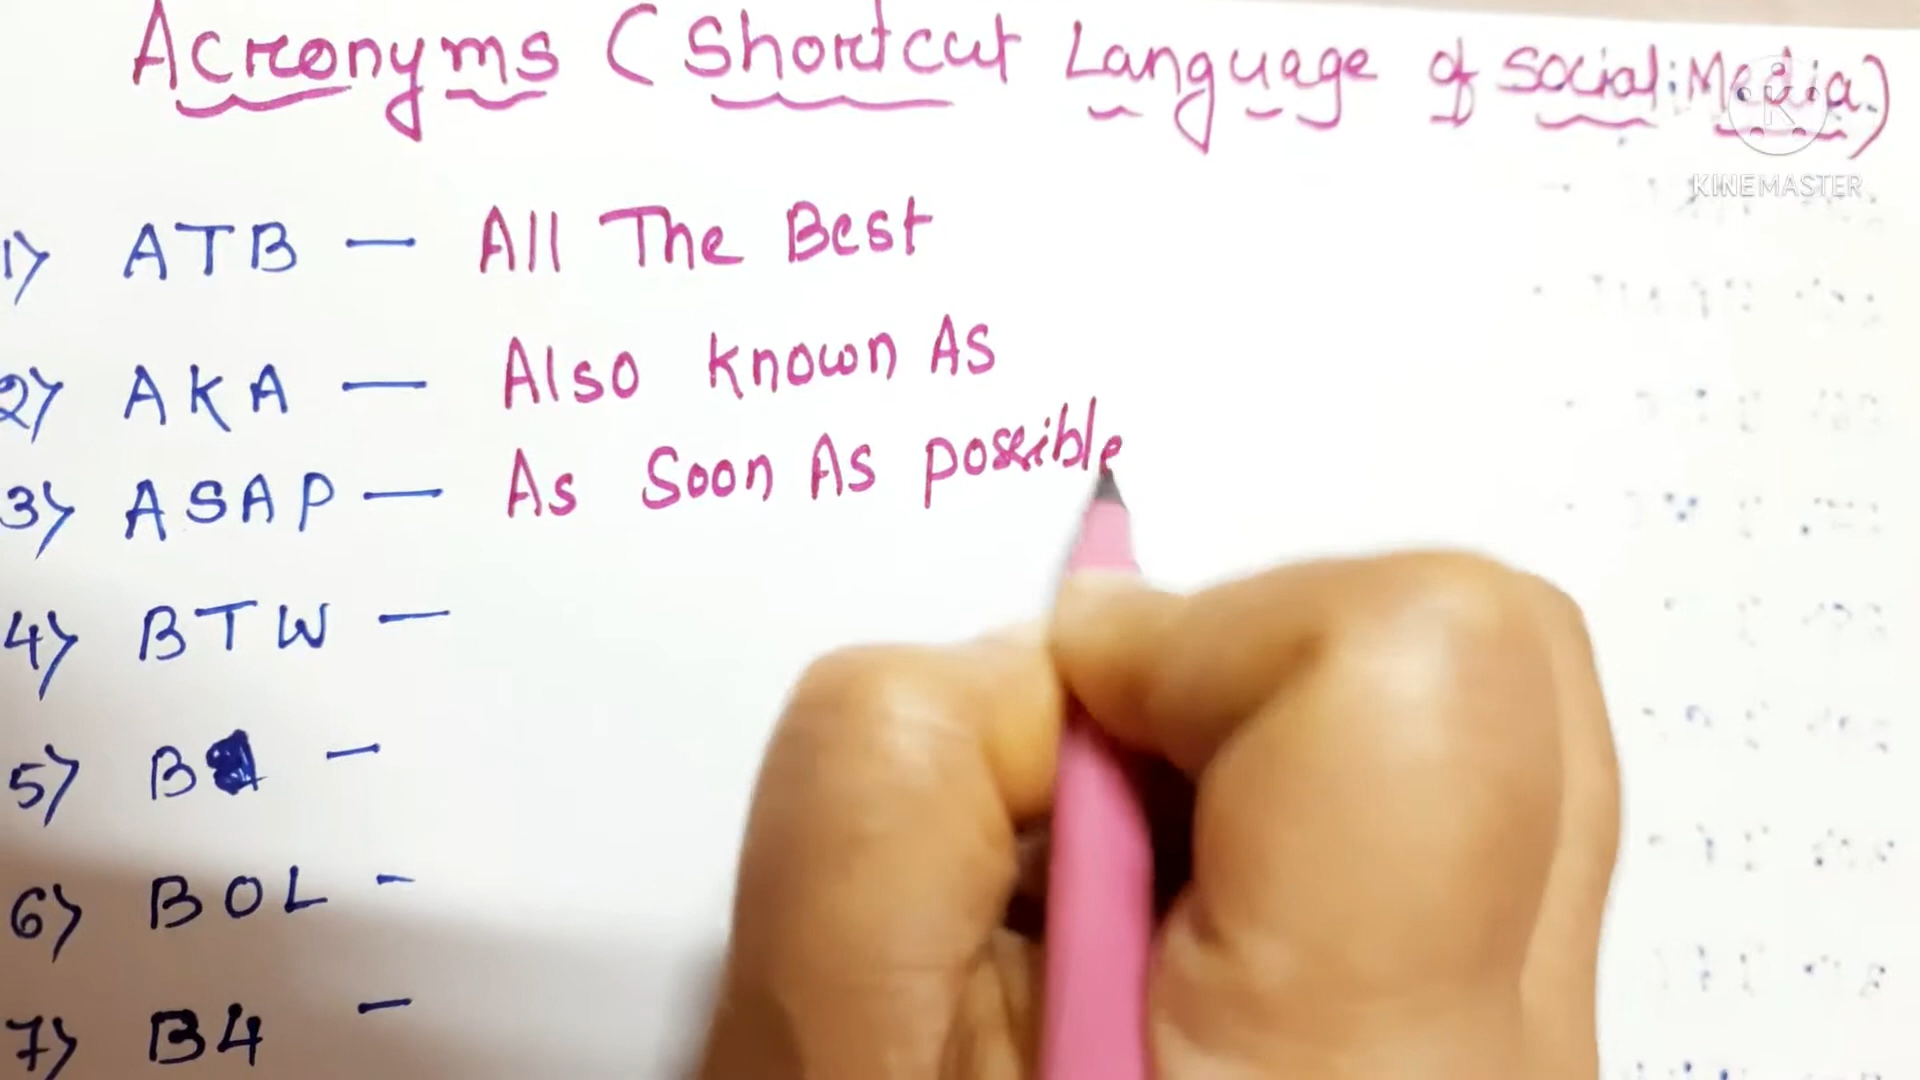 Acronyms (Shortcut Language of Social Media.)
KINEMASTER
1) ATB — All The Best
2) AKA — Also known As
3) ASAP — As Soon As possible
4) BTW —
5) B —
6) BOL —
7) B4 —